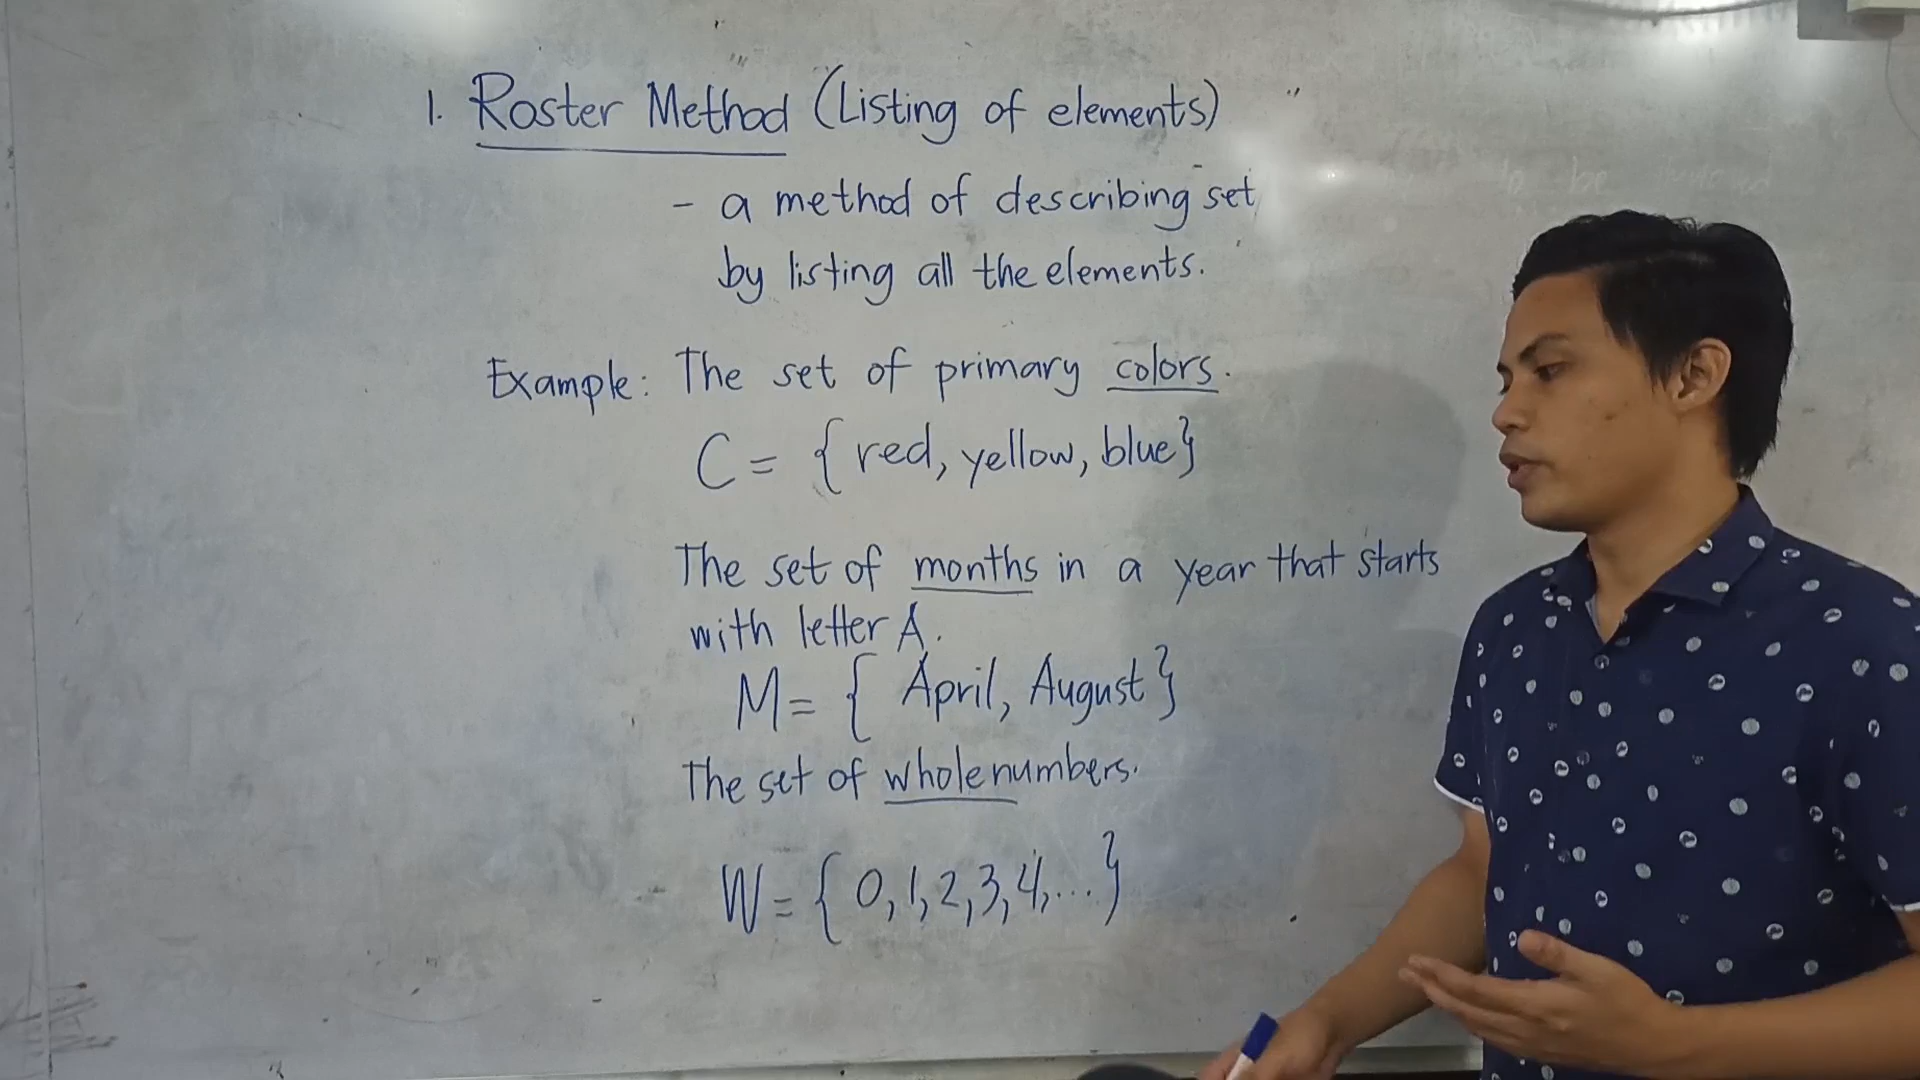 1. Roster Method (Listing of elements)
- a method of describing set
by listing all the elements.
Example: The set of primary colors.
C = { red, yellow, blue}
The set of months in a year that starts
with letter A.
M = { April, August }
The set of whole numbers.
W = { 0, 1, 2, 3, 4, ... }